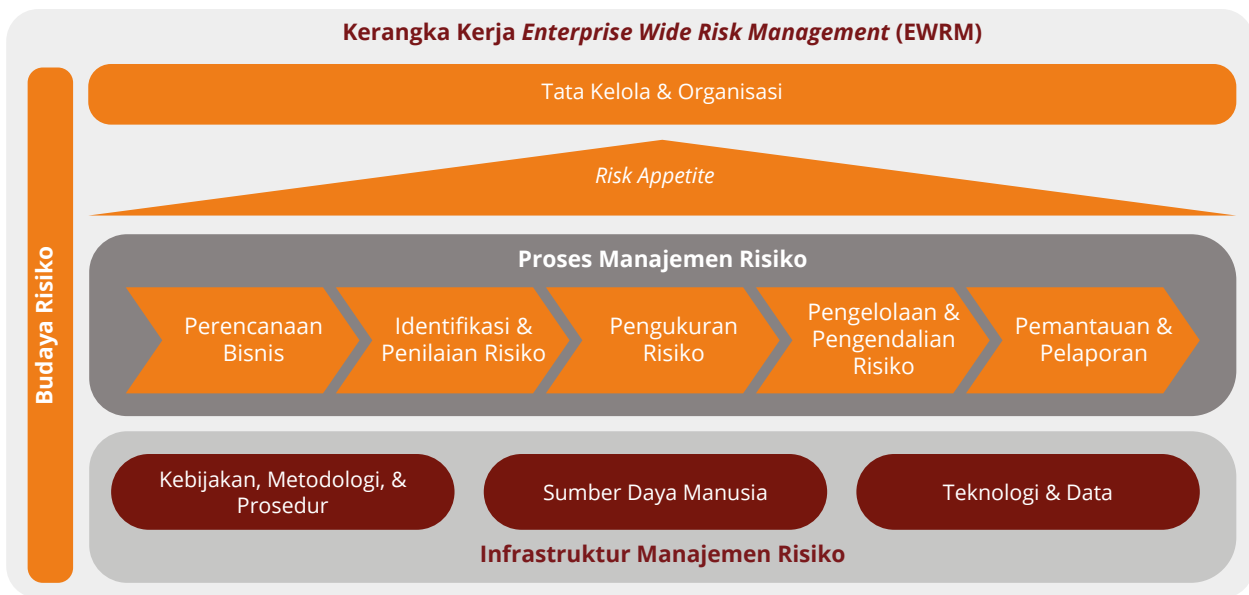 Kerangka Kerja Enterprise Wide Risk Management (EWRM)
Budaya Risiko
Tata Kelola & Organisasi
Risk Appetite
Proses Manajemen Risiko
Perencanaan
Bisnis
Identifikasi &
Penilaian Risiko
Pengukuran
Risiko
Pengelolaan &
Pengendalian
Risiko
Pemantauan &
Pelaporan
Kebijakan, Metodologi, &
Prosedur
Sumber Daya Manusia
Teknologi & Data
Infrastruktur Manajemen Risiko